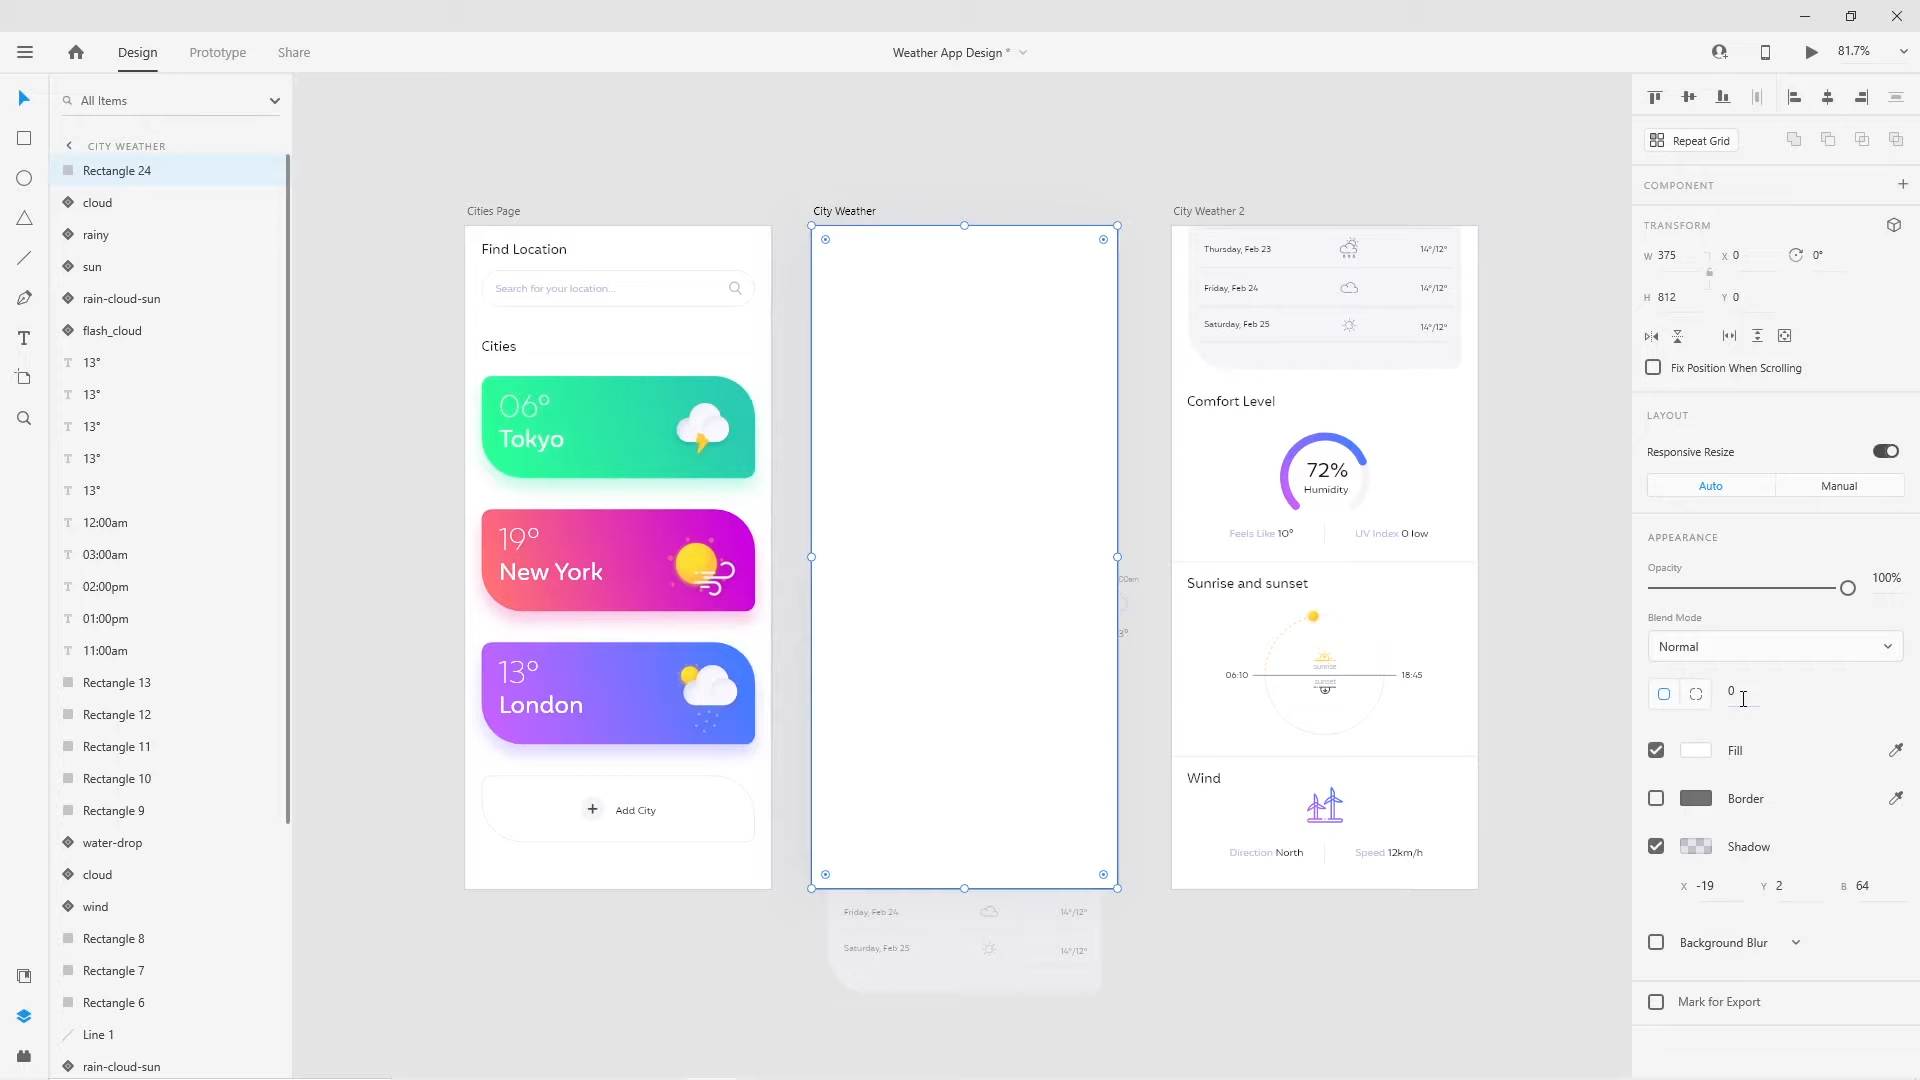 Design
Prototype
Share
Weather App Design *
81.7%
All Items
CITY WEATHER
Rectangle 24
cloud
rainy
sun
rain-cloud-sun
flash_cloud
13°
13°
13°
13°
13°
12:00am
03:00am
02:00pm
01:00pm
11:00am
Rectangle 13
Rectangle 12
Rectangle 11
Rectangle 10
Rectangle 9
water-drop
cloud
wind
Rectangle 8
Rectangle 7
Rectangle 6
Line 1
rain-cloud-sun
Cities Page
Find Location
Search for your location...
Cities
06°
Tokyo
19°
New York
13°
London
+ Add City
City Weather
00am
3°
Friday, Feb 24
14°/12°
Saturday, Feb 25
14°/12°
City Weather 2
Thursday, Feb 23
14°/12°
Friday, Feb 24
14°/12°
Saturday, Feb 25
14°/12°
Comfort Level
72%
Humidity
Feels Like 10°
UV Index 0 low
Sunrise and sunset
sunrise
06:10
18:45
sunset
Wind
Direction North
Speed 12km/h
Repeat Grid
COMPONENT
TRANSFORM
W 375
X 0
0°
H 812
Y 0
Fix Position When Scrolling
LAYOUT
Responsive Resize
Auto
Manual
APPEARANCE
Opacity
100%
Blend Mode
Normal
0
Fill
Border
Shadow
X -19
Y 2
B 64
Background Blur
Mark for Export